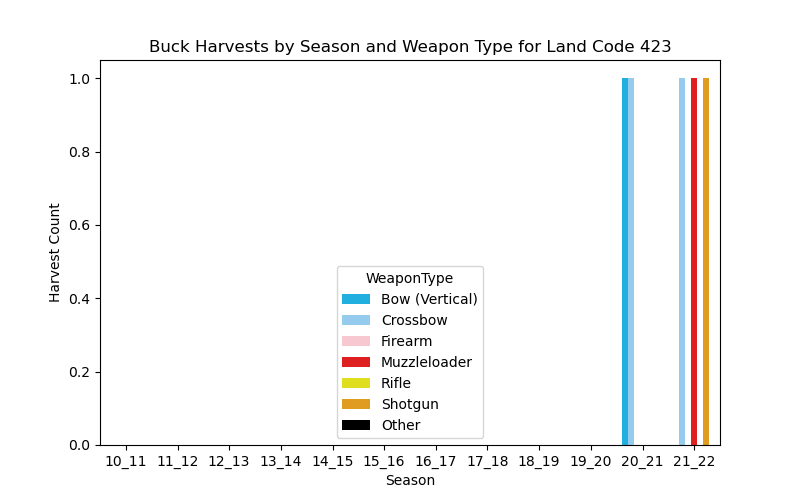 Buck Harvests by Season and Weapon Type for Land Code 423
1.0
0.8
0.6
0.4
0.2
0.0
Harvest Count
WeaponType
Bow (Vertical)
Crossbow
Firearm
Muzzleloader
Rifle
Shotgun
Other
10_11 11_12 12_13 13_14 14_15 15_16 16_17 17_18 18_19 19_20 20_21 21_22
Season